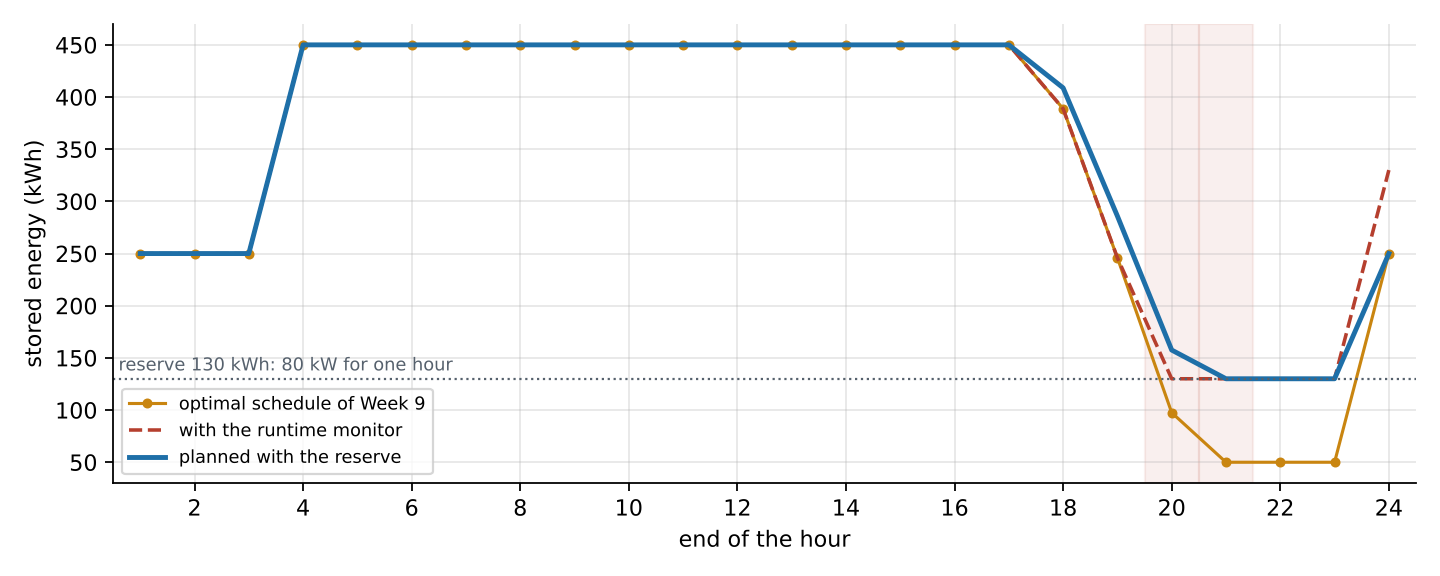 stored energy (kWh)
450
400
350
300
250
200
150
100
50
reserve 130 kWh: 80 kW for one hour
optimal schedule of Week 9
with the runtime monitor
planned with the reserve
2 4 6 8 10 12 14 16 18 20 22 24
end of the hour